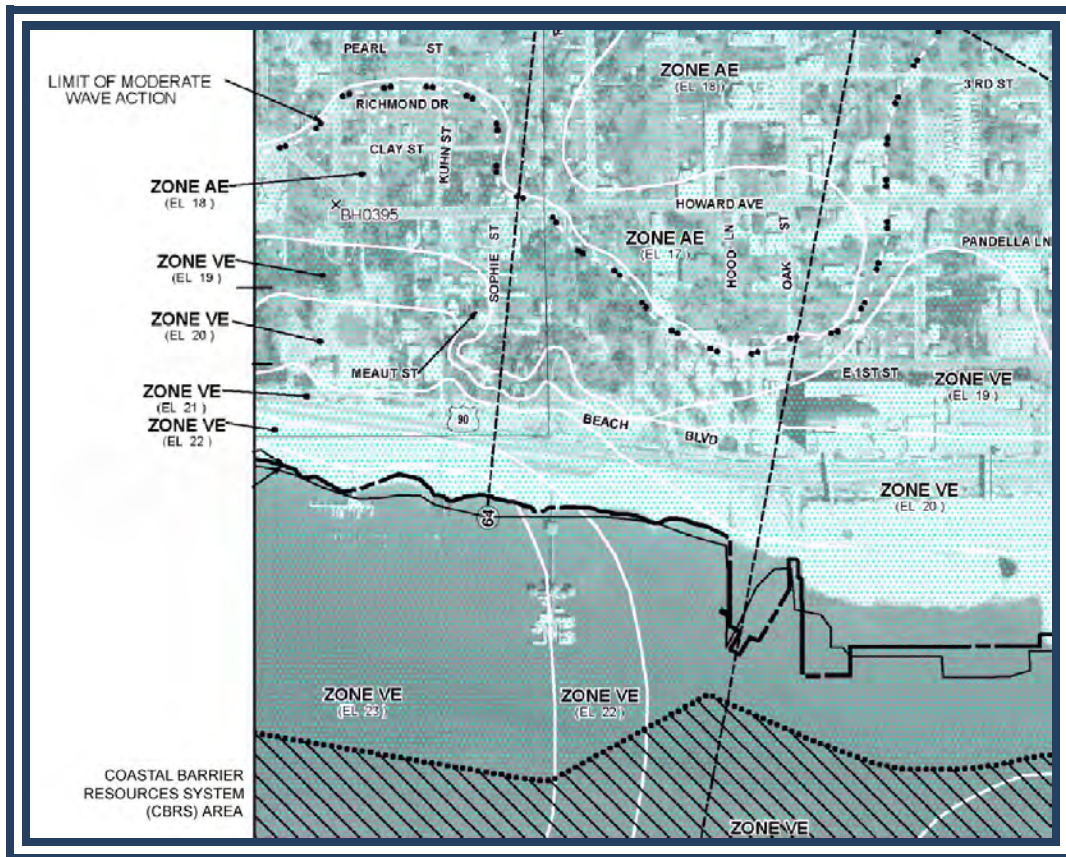 PEARL ST
LIMIT OF MODERATE
WAVE ACTION
RICHMOND DR
CLAY ST
KUHN ST
ZONE AE
(EL 18)
BH0395
ZONE AE
(EL 18)
3RD ST
HOWARD AVE
ZONE AE
(EL 17)
HOOD LN
OAK ST
PANDELLA LN
SOPHIE ST
ZONE VE
(EL 19)
ZONE VE
(EL 20)
MEAUT ST
E 1ST ST
ZONE VE
(EL 19)
ZONE VE
(EL 21)
ZONE VE
(EL 22)
90
BEACH BLVD
ZONE VE
(EL 20)
64
ZONE VE
(EL 23)
ZONE VE
(EL 22)
COASTAL BARRIER
RESOURCES SYSTEM
(CBRS) AREA
ZONE VE